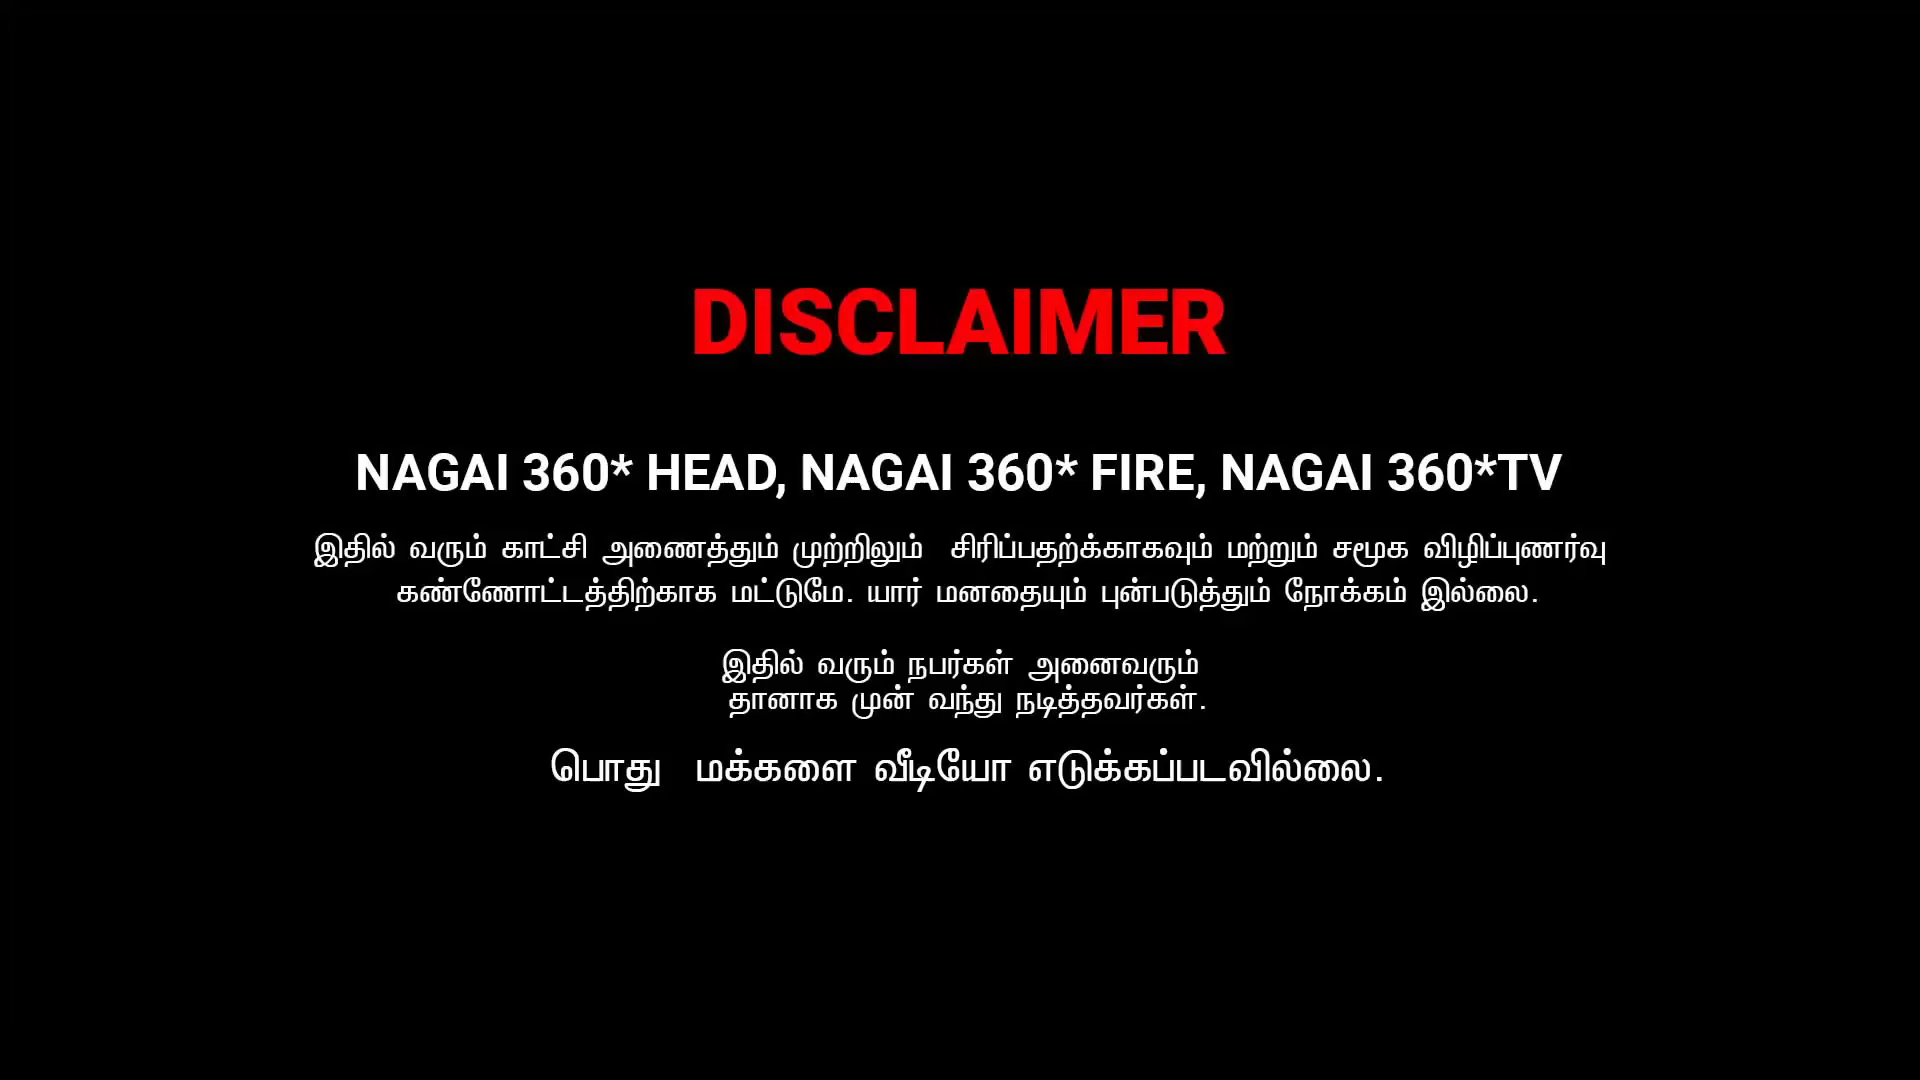 DISCLAIMER
NAGAI 360* HEAD, NAGAI 360* FIRE, NAGAI 360*TV
இதில் வரும் காட்சி அணைத்தும் முற்றிலும் சிரிப்பதற்க்காகவும் மற்றும் சமூக விழிப்புணர்வு
கண்ணோட்டத்திற்காக மட்டுமே. யார் மனதையும் புன்படுத்தும் நோக்கம் இல்லை.
இதில் வரும் நபர்கள் அனைவரும்
தானாக முன் வந்து நடித்தவர்கள்.
பொது மக்களை வீடியோ எடுக்கப்படவில்லை.